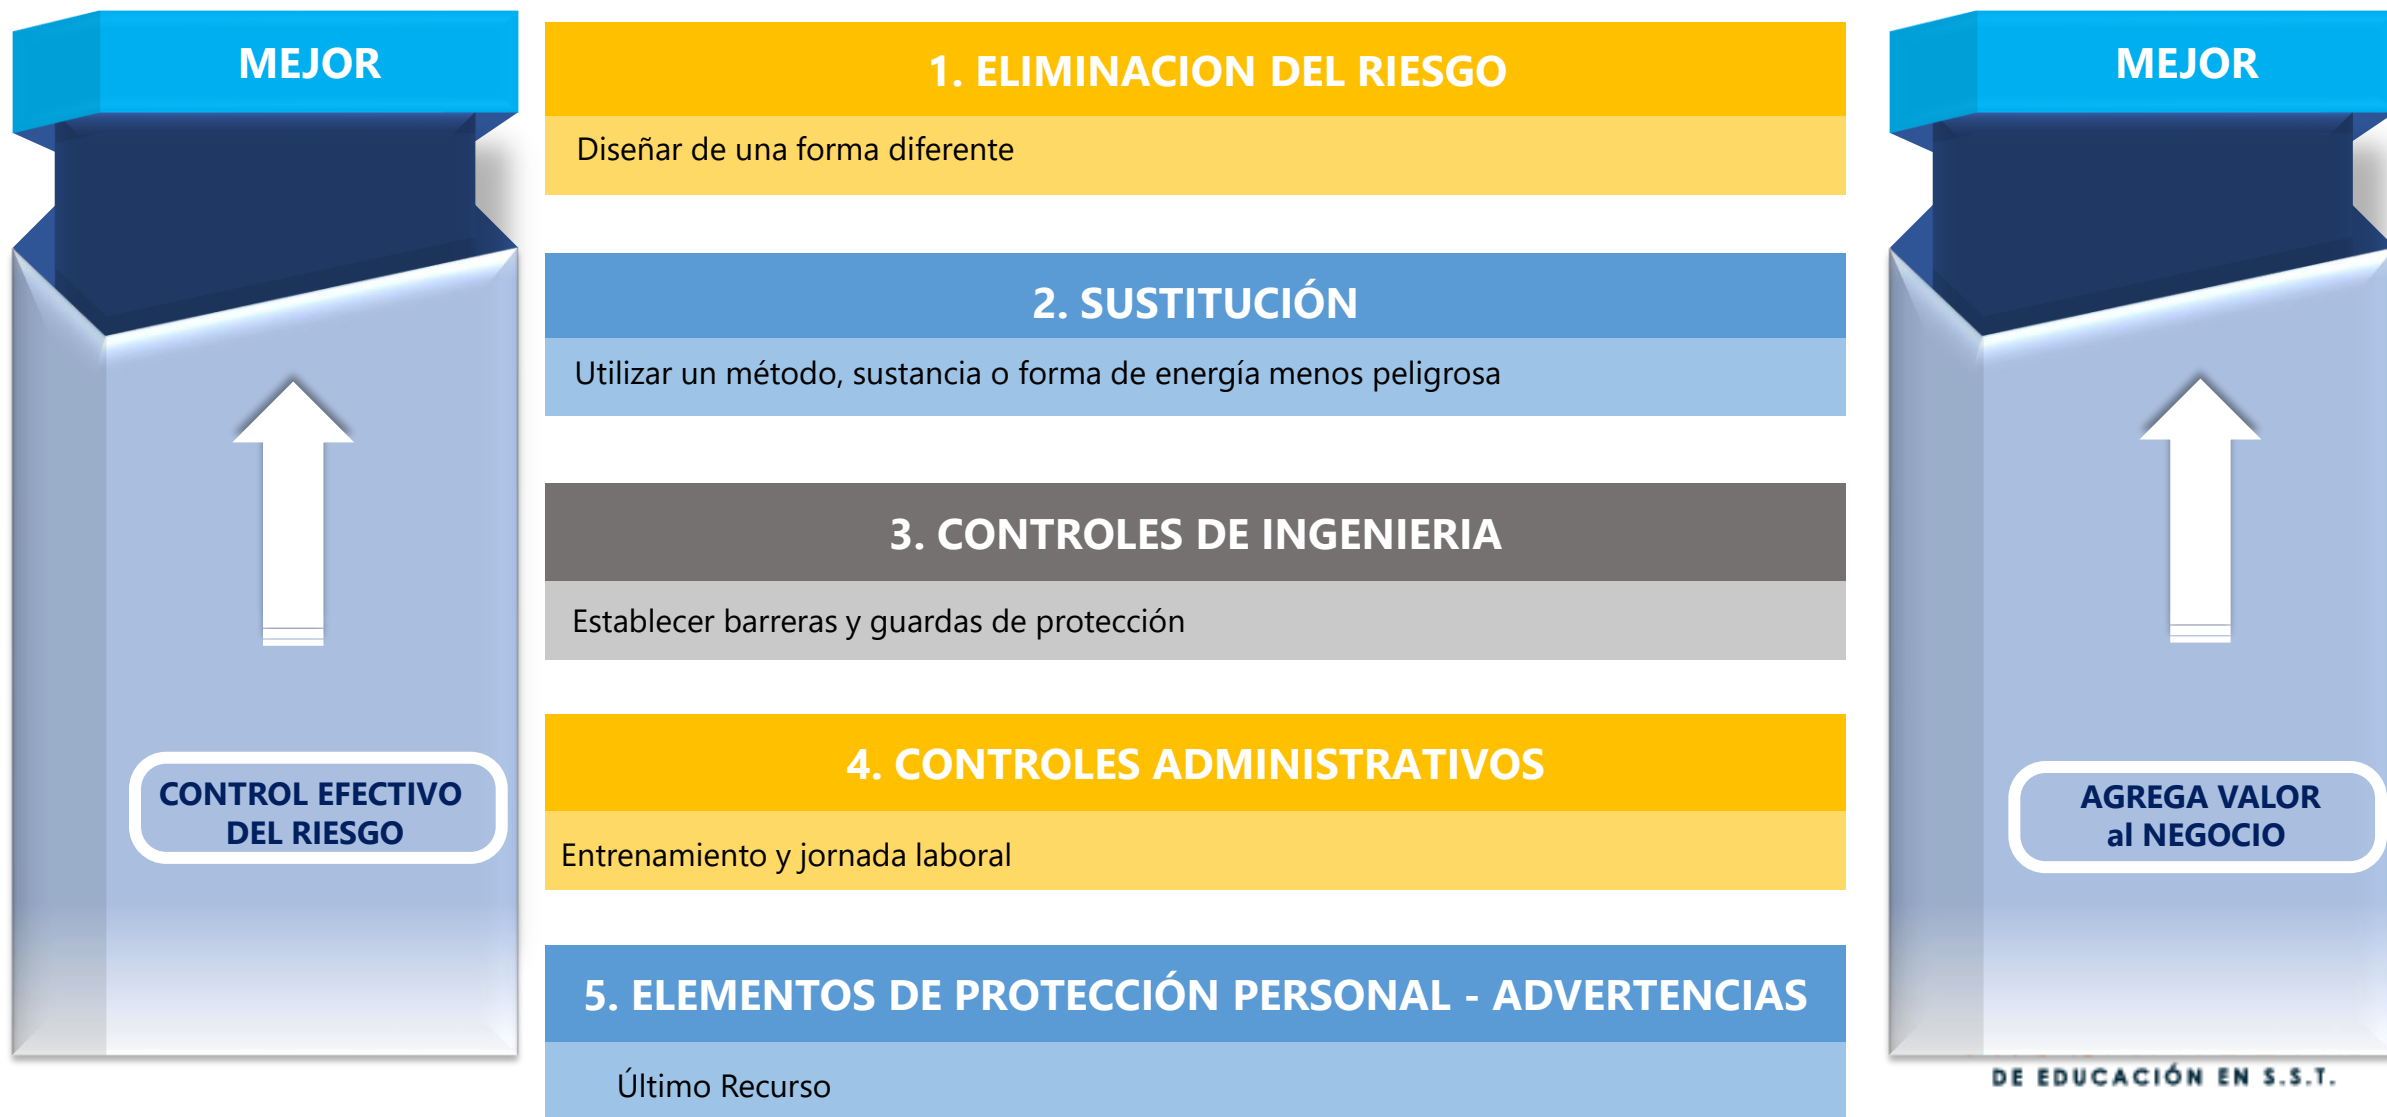 MEJOR
CONTROL EFECTIVO
DEL RIESGO
1. ELIMINACION DEL RIESGO
Diseñar de una forma diferente
2. SUSTITUCIÓN
Utilizar un método, sustancia o forma de energía menos peligrosa
3. CONTROLES DE INGENIERIA
Establecer barreras y guardas de protección
4. CONTROLES ADMINISTRATIVOS
Entrenamiento y jornada laboral
5. ELEMENTOS DE PROTECCIÓN PERSONAL - ADVERTENCIAS
Último Recurso
MEJOR
AGREGA VALOR
al NEGOCIO
DE EDUCACIÓN EN S.S.T.